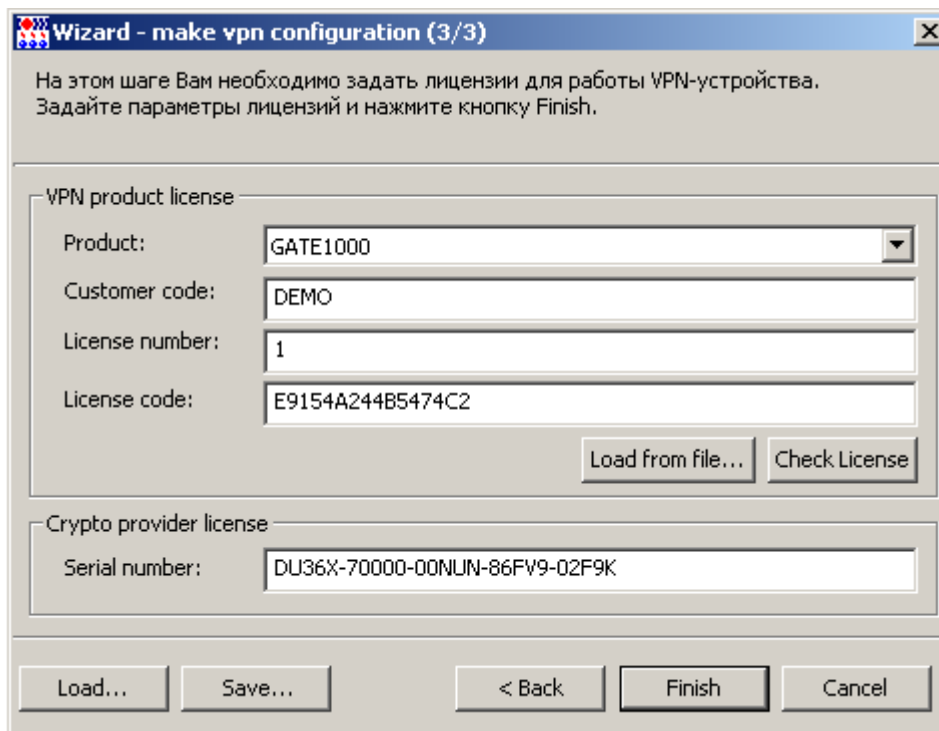 Wizard - make vpn configuration (3/3)
На этом шаге Вам необходимо задать лицензии для работы VPN-устройства.
Задайте параметры лицензий и нажмите кнопку Finish.
VPN product license
Product: GATE1000
Customer code: DEMO
License number: 1
License code: E9154A244B5474C2
Load from file... Check License
Crypto provider license
Serial number: DU36X-70000-00NUN-86FV9-02F9K
Load... Save... < Back Finish Cancel